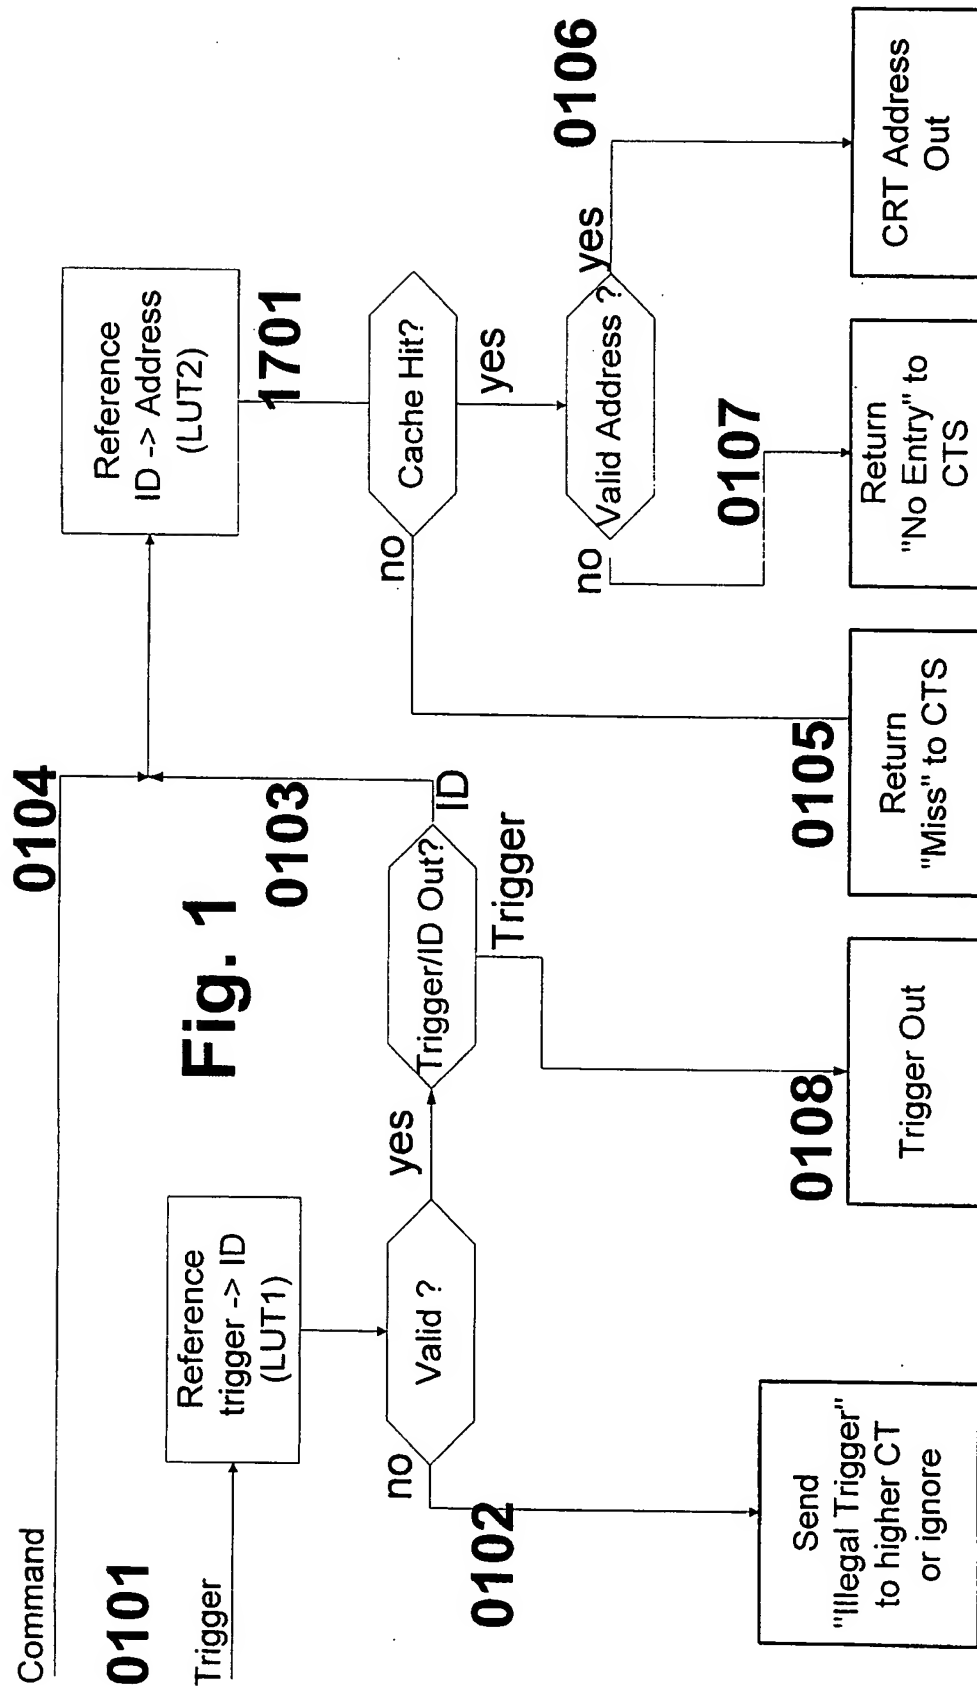 Command
0104
0101
Trigger
Reference
trigger -> ID
(LUT1)
Fig. 1
0103
Reference
ID -> Address
(LUT2)
1701
Valid ?
no
yes
0102
Trigger/ID Out?
ID
Trigger
Cache Hit?
no
yes
Valid Address ?
no
yes
0106
0107
0108
0105
Send
"Illegal Trigger"
to higher CT
or ignore
Trigger Out
Return
"Miss" to CTS
Return
"No Entry" to
CTS
CRT Address
Out